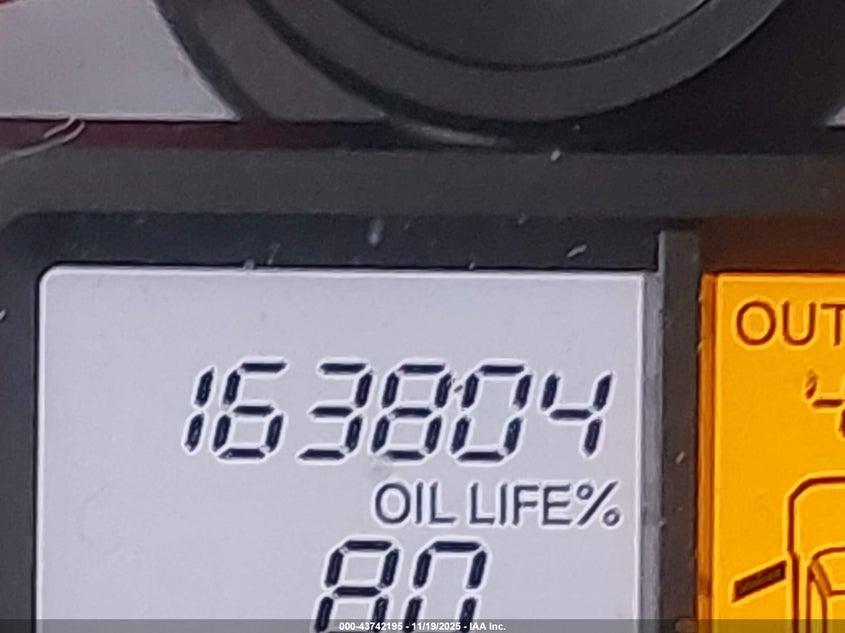 163804
OIL LIFE%
80
OUT
000-43742195 - 11/19/2025 - IAA Inc.